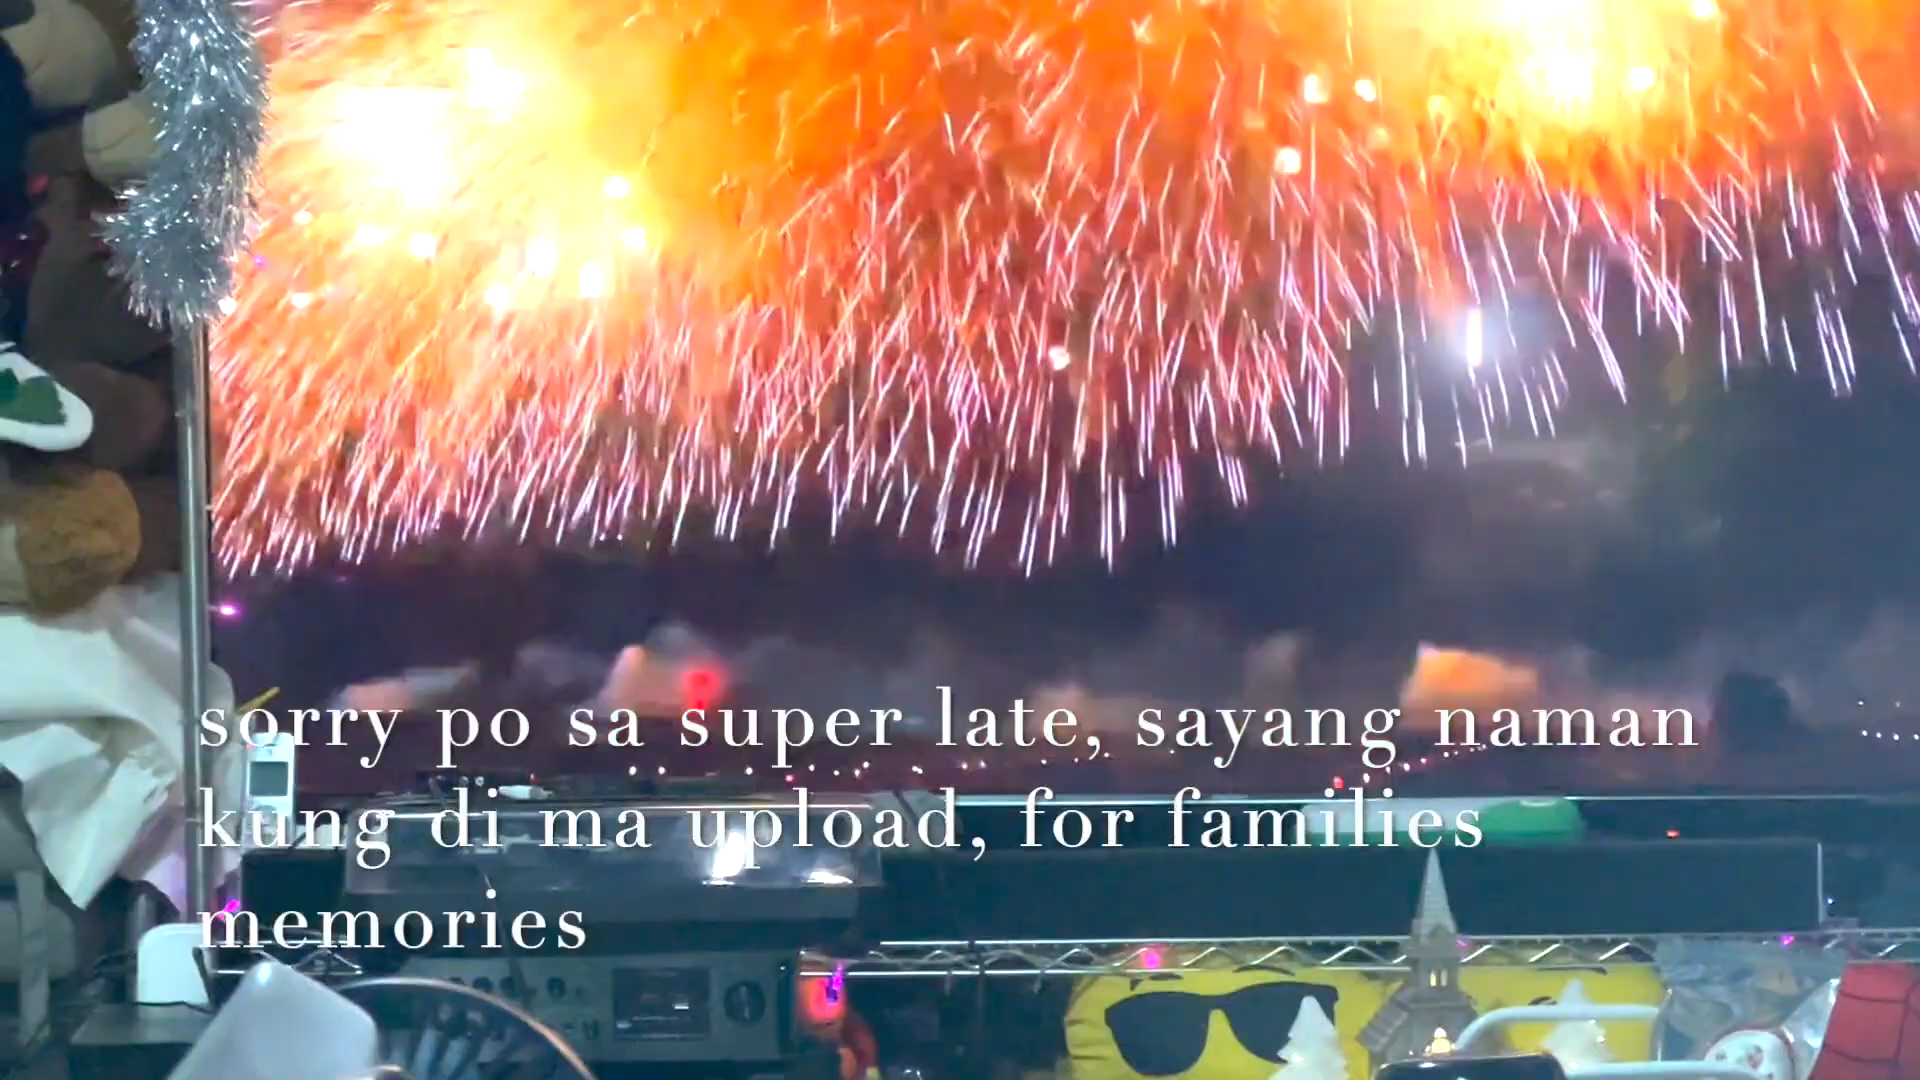 sorry po sa super late, sayang naman
kung di ma upload, for families
memories